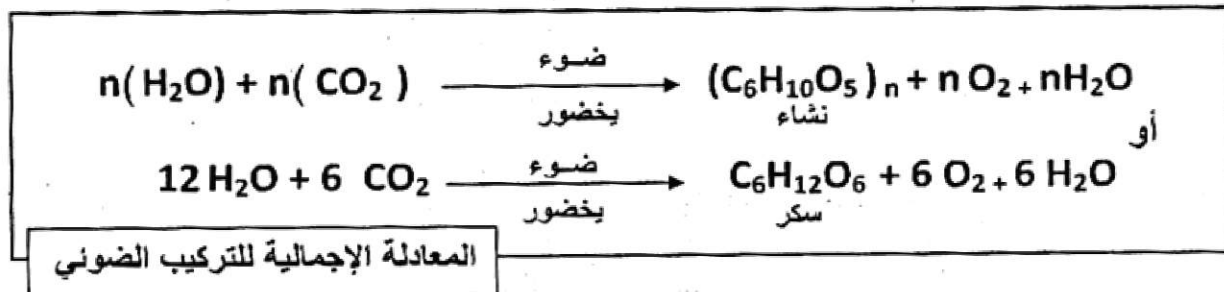 n(H₂O) + n( CO₂ ) ضوء يخضور → (C₆H₁₀O₅)n + n O₂ + nH₂O
نشاء
أو
12 H₂O + 6 CO₂ ضوء يخضور → C₆H₁₂O₆ + 6 O₂ + 6 H₂O
سكر
المعادلة الإجمالية للتركيب الضوئي